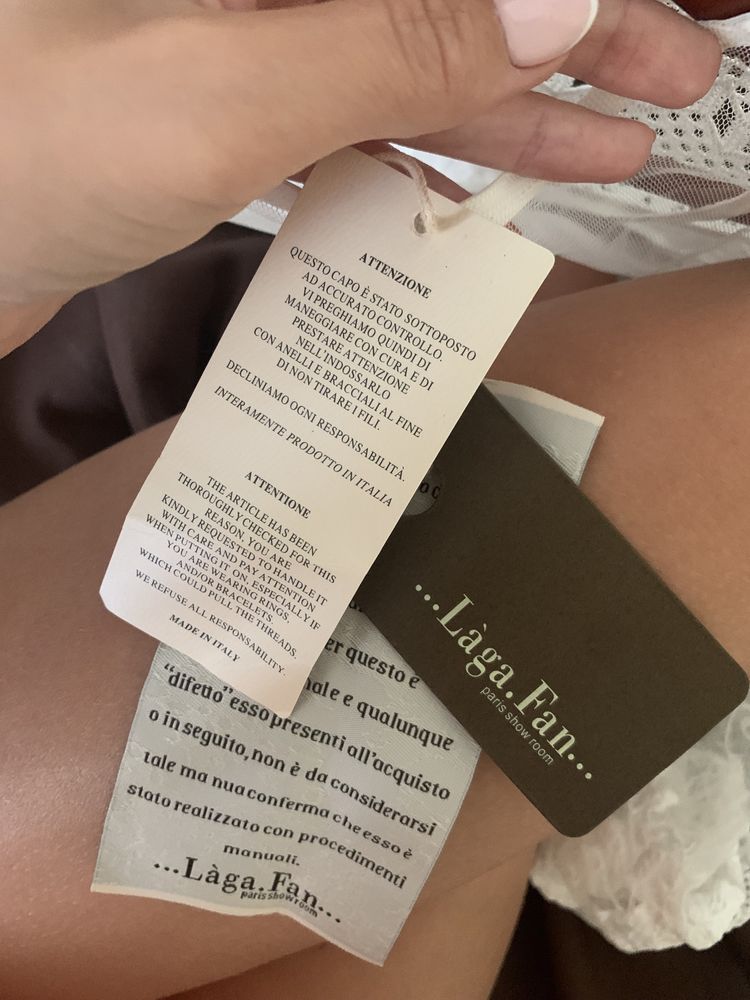 ATTENZIONE
QUESTO CAPO È STATO SOTTOPOSTO
AD ACCURATO CONTROLLO.
VI PREGHIAMO QUINDI DI
MANEGGIARE CON CURA E DI
PRESTARE ATTENZIONE
NELL'INDOSSARLO
CON ANELLI E BRACCIALI AL FINE
DI NON TIRARE I FILI.
DECLINIAMO OGNI RESPONSABILITÀ.
INTERAMENTE PRODOTTO IN ITALIA
ATTENTIONE
THE ARTICLE HAS BEEN
THOROUGHLY CHECKED FOR THIS
REASON. YOU ARE
KINDLY REQUESTED TO HANDLE IT
WITH CARE AND PAY ATTENTION
WHEN PUTTING IT ON, ESPECIALLY IF
YOU ARE WEARING RINGS,
AND/OR BRACELETS,
WHICH COULD PULL THE THREADS.
WE REFUSE ALL RESPONSABILITY.
MADE IN ITALY
...Làga.Fan...
paris show room
questo è
e qualunque
"difetto" esso presenti all'acquisto
o in seguito, non è da considerarsi
tale ma nua conferma che esso è
stato realizzato con procedimenti
manuali.
...Làga.Fan...
paris show room